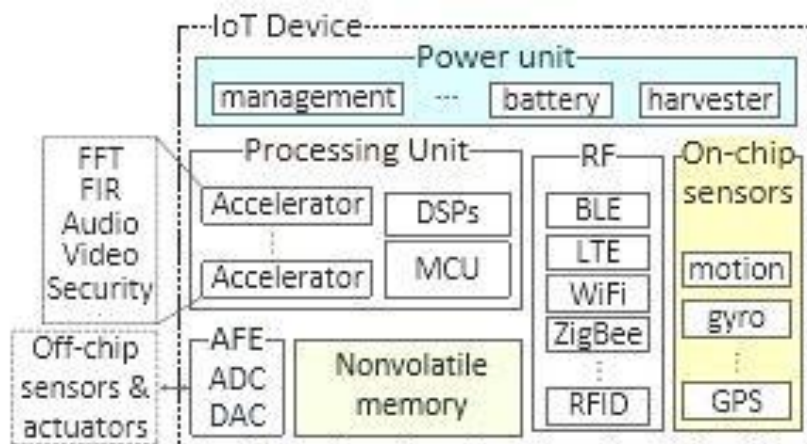 IoT Device
Power unit
management ... battery harvester
FFT
FIR
Audio
Video
Security
Processing Unit
Accelerator
Accelerator
DSPs
MCU
RF
BLE
LTE
WiFi
ZigBee
RFID
On-chip
sensors
motion
gyro
GPS
Off-chip
sensors &
actuators
AFE
ADC
DAC
Nonvolatile
memory